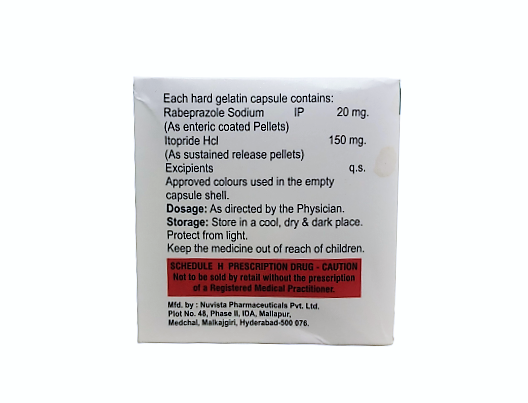 Each hard gelatin capsule contains:
Rabeprazole Sodium IP 20 mg.
(As enteric coated Pellets)
Itopride Hcl 150 mg.
(As sustained release pellets)
Excipients q.s.
Approved colours used in the empty
capsule shell.
Dosage: As directed by the Physician.
Storage: Store in a cool, dry & dark place.
Protect from light.
Keep the medicine out of reach of children.
SCHEDULE H PRESCRIPTION DRUG - CAUTION
Not to be sold by retail without the prescription
of a Registered Medical Practitioner.
Mfd. by : Nuvista Pharmaceuticals Pvt. Ltd.
Plot No. 48, Phase II, IDA, Mallapur,
Medchal, Malkajgiri, Hyderabad-500 076.